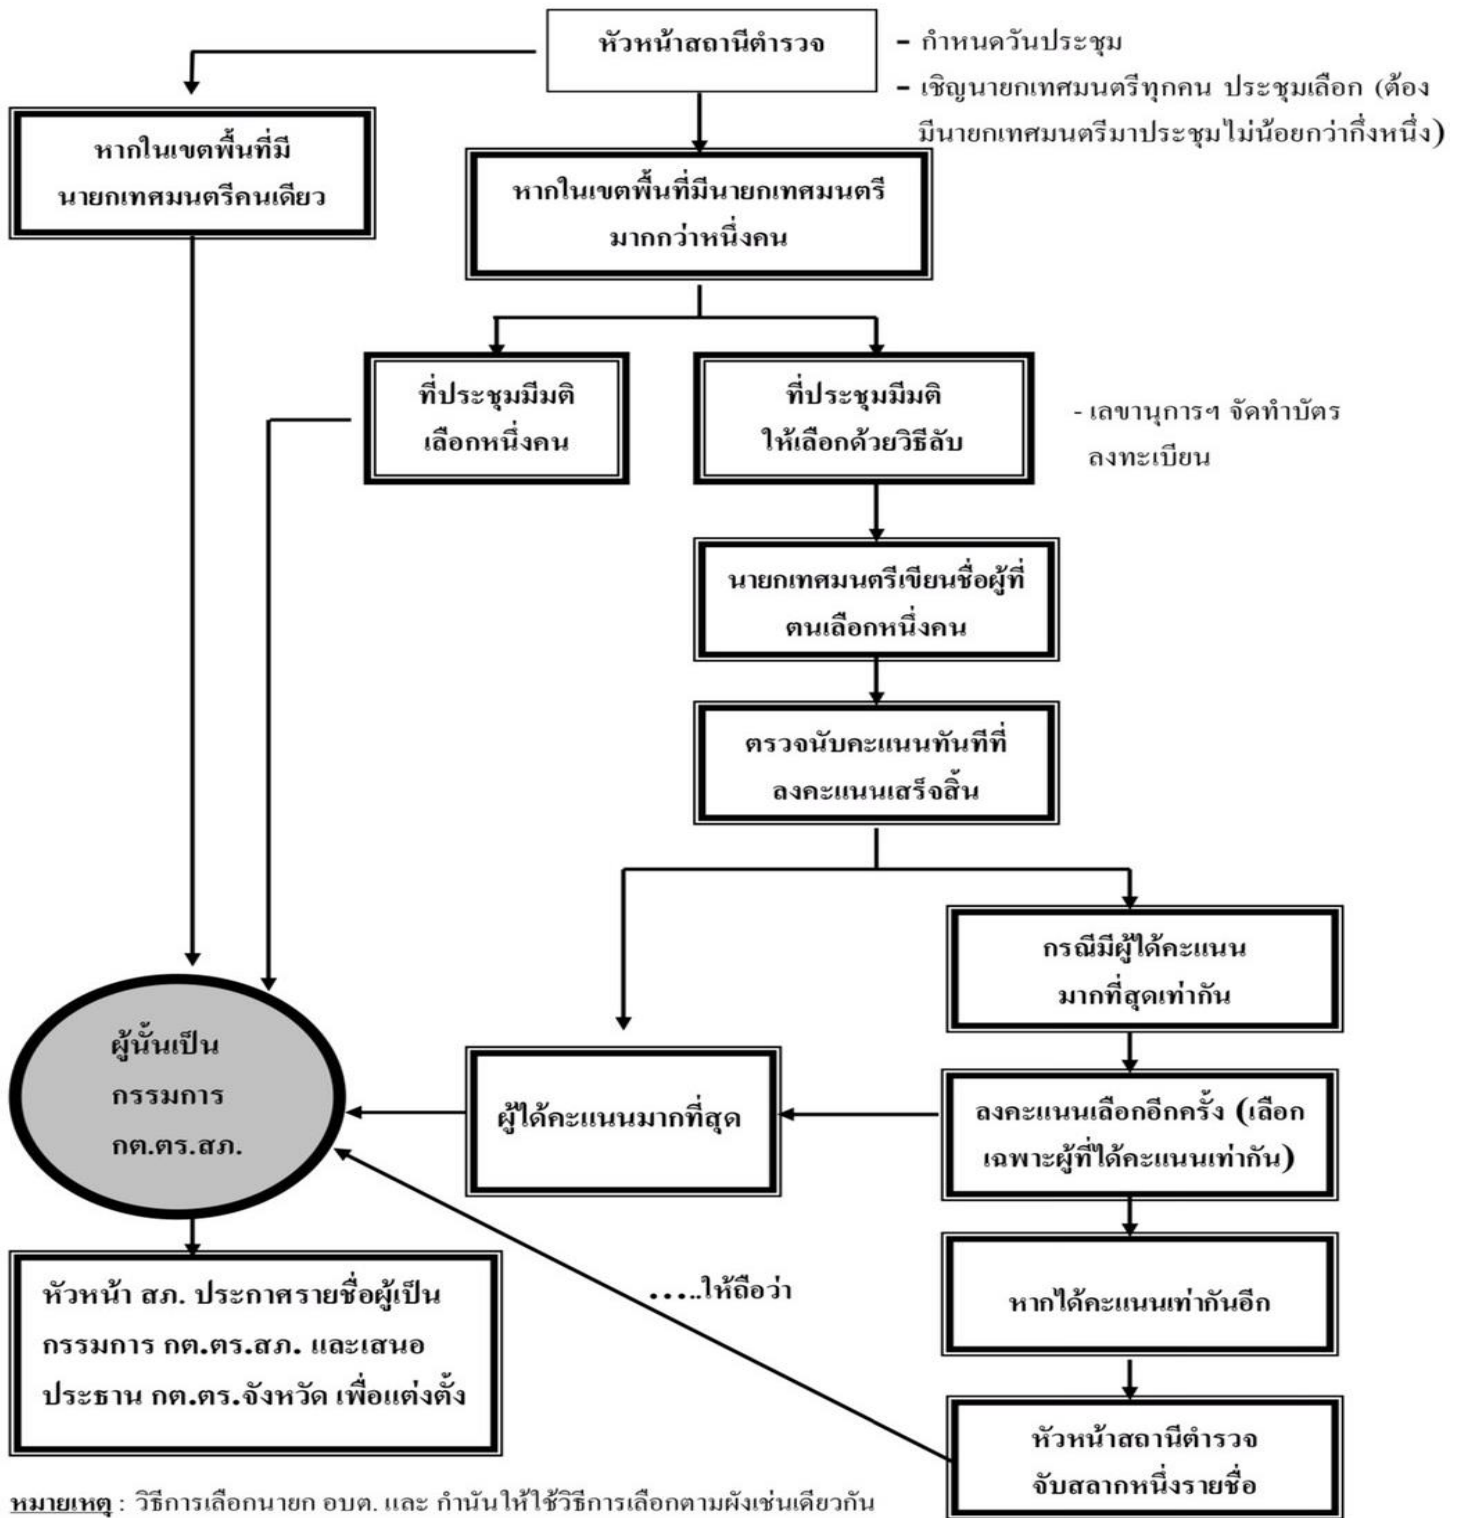 หัวหน้าสถานีตำรวจ
- กำหนดวันประชุม
- เชิญนายกเทศมนตรีทุกคน ประชุมเลือก (ต้อง
มีนายกเทศมนตรีมาประชุมไม่น้อยกว่ากึ่งหนึ่ง)
หากในเขตพื้นที่มี
นายกเทศมนตรีคนเดียว
หากในเขตพื้นที่มีนายกเทศมนตรี
มากกว่าหนึ่งคน
ที่ประชุมมีมติ
เลือกหนึ่งคน
ที่ประชุมมีมติ
ให้เลือกด้วยวิธีลับ
- เลขานุการฯ จัดทำบัตร
ลงทะเบียน
นายกเทศมนตรีเขียนชื่อผู้ที่
ตนเลือกหนึ่งคน
ตรวจนับคะแนนทันทีที่
ลงคะแนนเสร็จสิ้น
กรณีมีผู้ได้คะแนน
มากที่สุดเท่ากัน
ผู้นั้นเป็น
กรรมการ
กต.ตร.สภ.
ผู้ได้คะแนนมากที่สุด
ลงคะแนนเลือกอีกครั้ง (เลือก
เฉพาะผู้ที่ได้คะแนนเท่ากัน)
หัวหน้า สภ. ประกาศรายชื่อผู้เป็น
กรรมการ กต.ตร.สภ. และเสนอ
ประธาน กต.ตร.จังหวัด เพื่อแต่งตั้ง
.....ให้ถือว่า
หากได้คะแนนเท่ากันอีก
หัวหน้าสถานีตำรวจ
จับสลากหนึ่งรายชื่อ
หมายเหตุ : วิธีการเลือกนายก อบต. และ กำนันให้ใช้วิธีการเลือกตามผังเช่นเดียวกัน